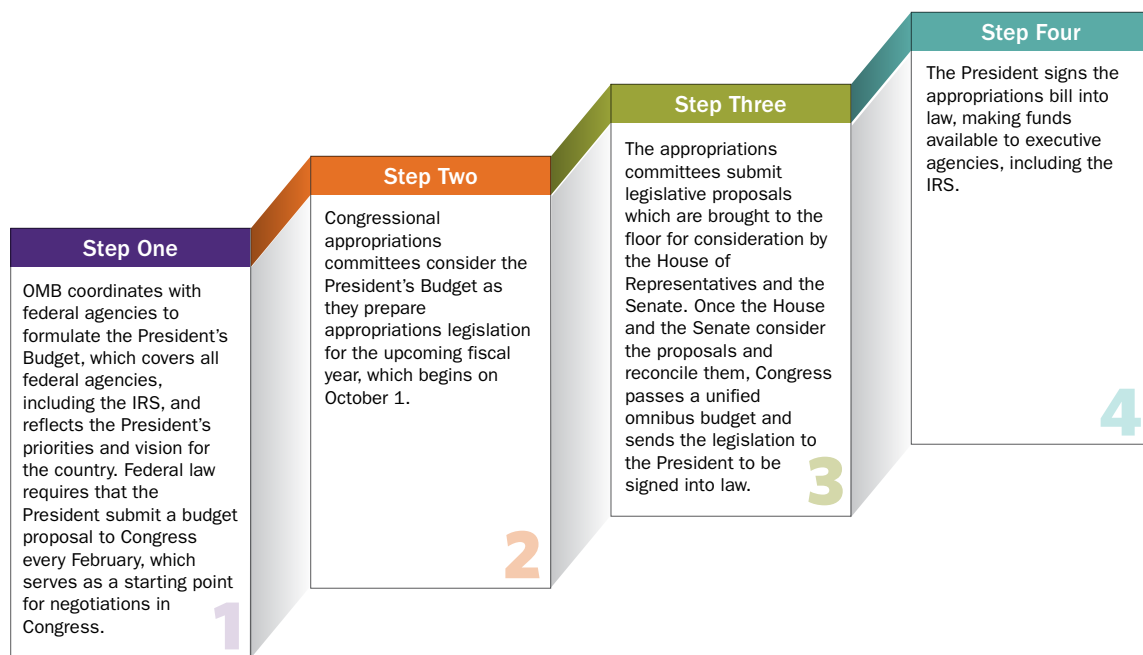 Step One
OMB coordinates with
federal agencies to
formulate the President's
Budget, which covers all
federal agencies,
including the IRS, and
reflects the President's
priorities and vision for
the country. Federal law
requires that the
President submit a budget
proposal to Congress
every February, which
serves as a starting point
for negotiations in
Congress.
1
Step Two
Congressional
appropriations
committees consider the
President's Budget as
they prepare
appropriations legislation
for the upcoming fiscal
year, which begins on
October 1.
2
Step Three
The appropriations
committees submit
legislative proposals
which are brought to the
floor for consideration by
the House of
Representatives and the
Senate. Once the House
and the Senate consider
the proposals and
reconcile them, Congress
passes a unified
omnibus budget and
sends the legislation to
the President to be
signed into law.
3
Step Four
The President signs the
appropriations bill into
law, making funds
available to executive
agencies, including the
IRS.
4